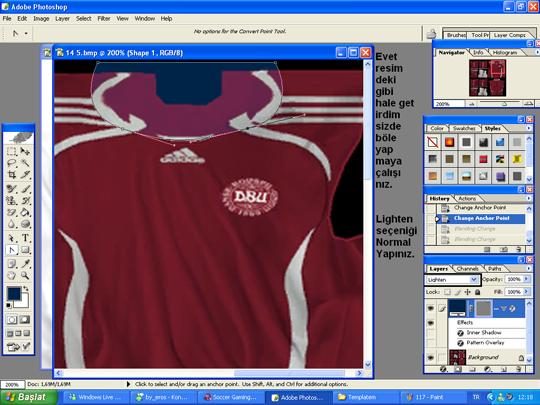 Adobe Photoshop
File Edit Image Layer Select Filter View Window Help
No options for the Convert Point Tool.
Brushes Tool Pr Layer Comps
14 5.bmp @ 200% (Shape 1, RGB/B)
Evet
resim
deki
gibi
hale get
irdim
sizde
böle
yap
maya
çalışı
nız.
Lighten
seçeniği
Normal
Yapınız.
DBU
Navigator Info Histogram
200%
Color Swatches Styles
History Actions
Change Anchor Point
Change Anchor Point
Blending Change
Blending Change
Layers Channels Paths
Lighten Opacity: 100%
Lock: Fill: 100%
Effects
Inner Shadow
Pattern Overlay
Background
200% Doc: 1,69M/1,69M Click to select and/or drag an anchor point. Use Shift, Alt, and Ctrl for additional options.
Başlat Windows Live ... by_eros - Kon... Soccer Gaming... Adobe Photosh... Templatem 117 - Paint TR 12:18